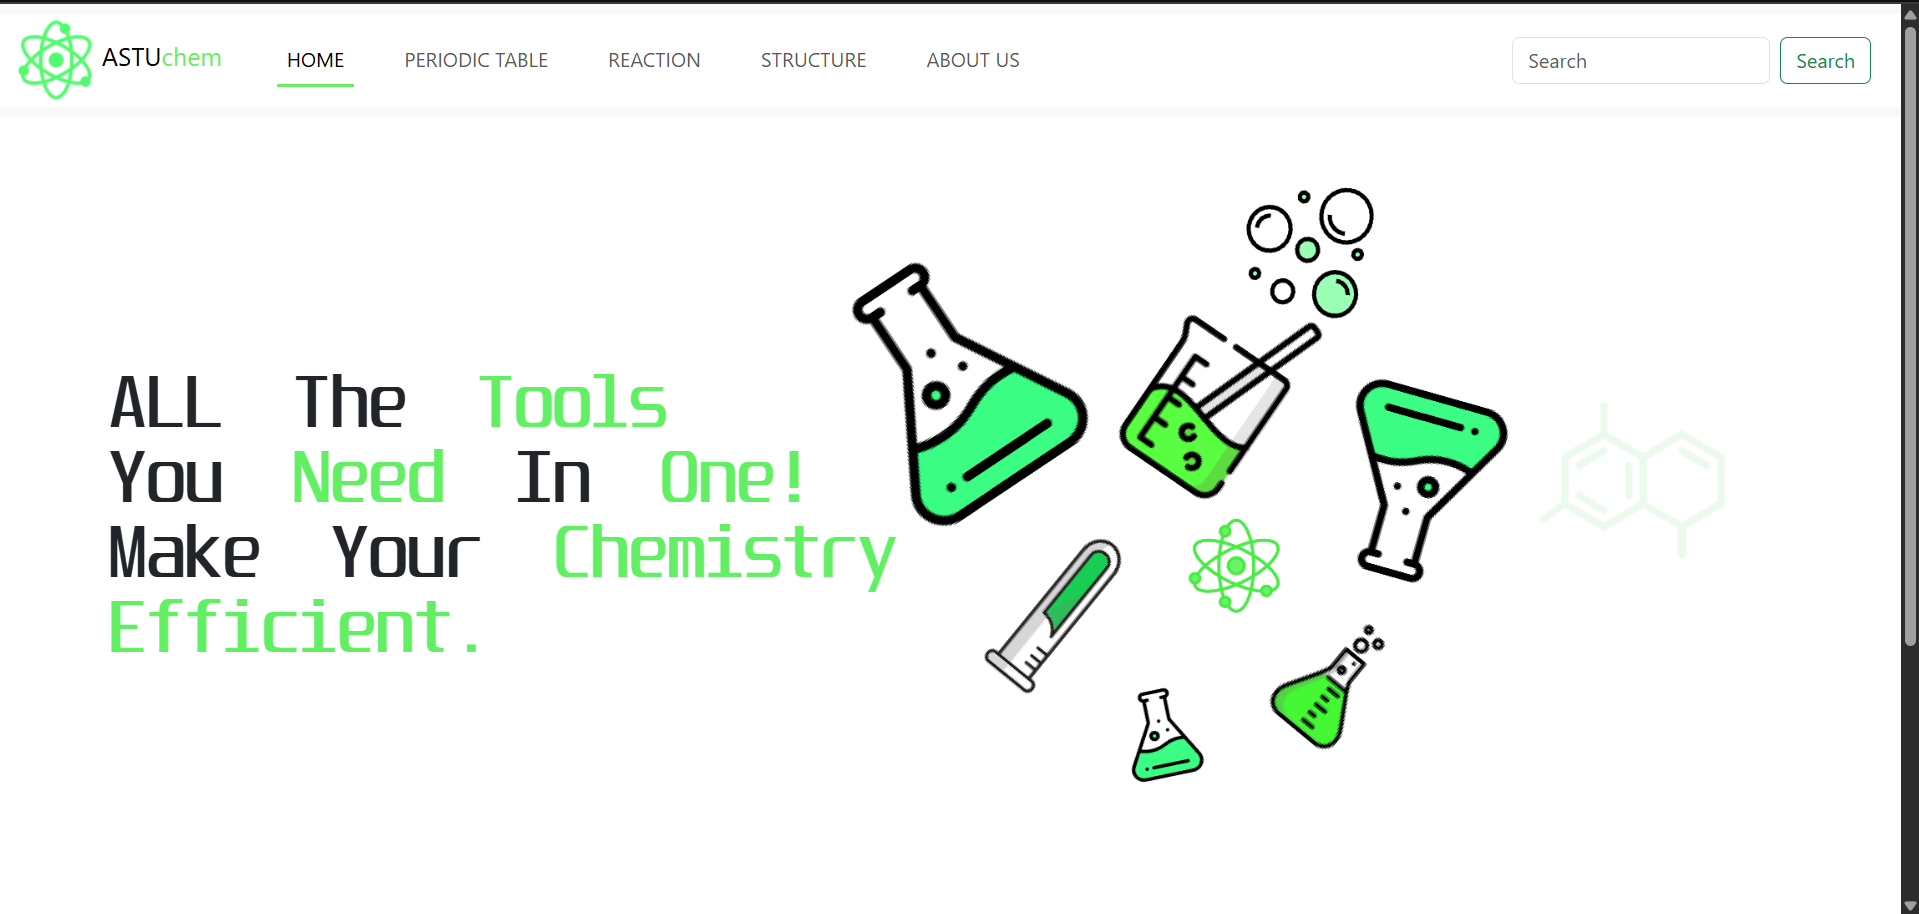 ASTUchem HOME PERIODIC TABLE REACTION STRUCTURE ABOUT US Search Search
ALL The Tools
You Need In One!
Make Your Chemistry
Efficient.